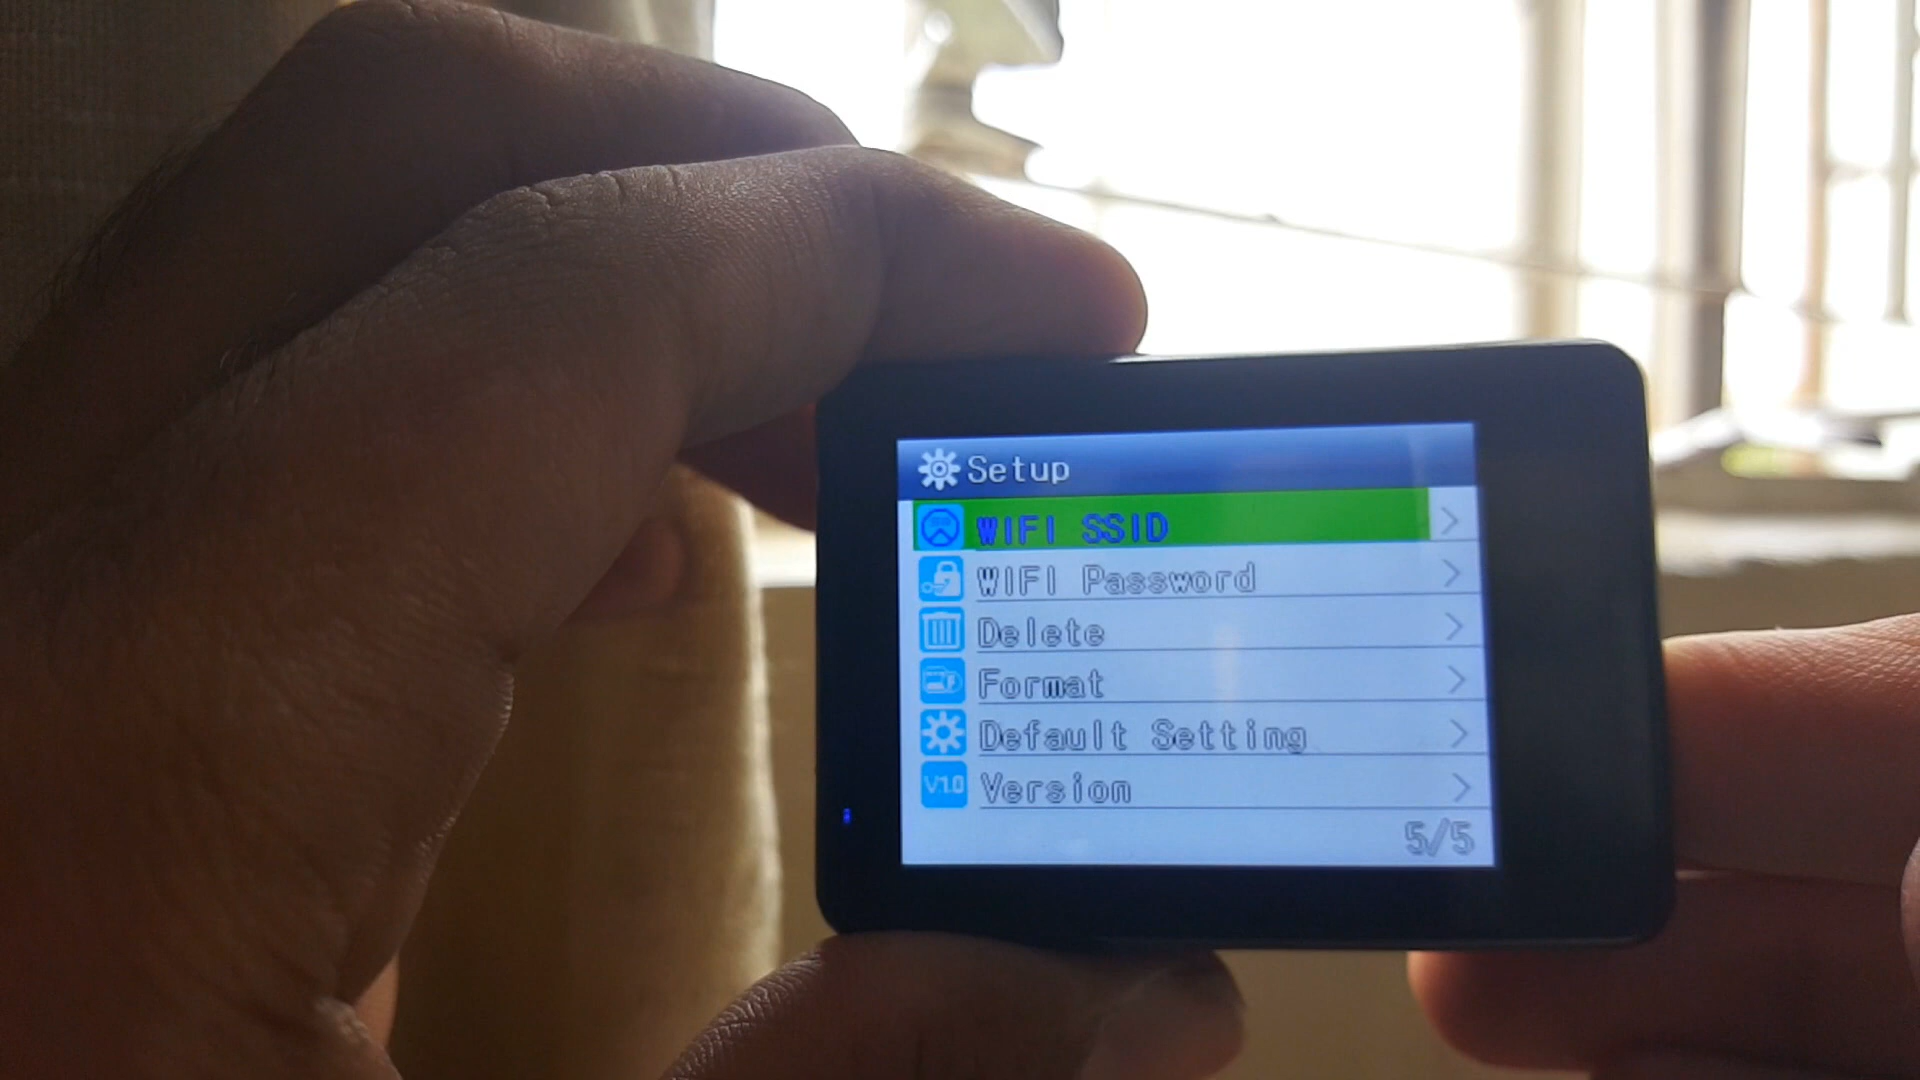 Setup
WIFI SSID
WIFI Password
Delete
Format
Default Setting
V1.0 Version
5/5